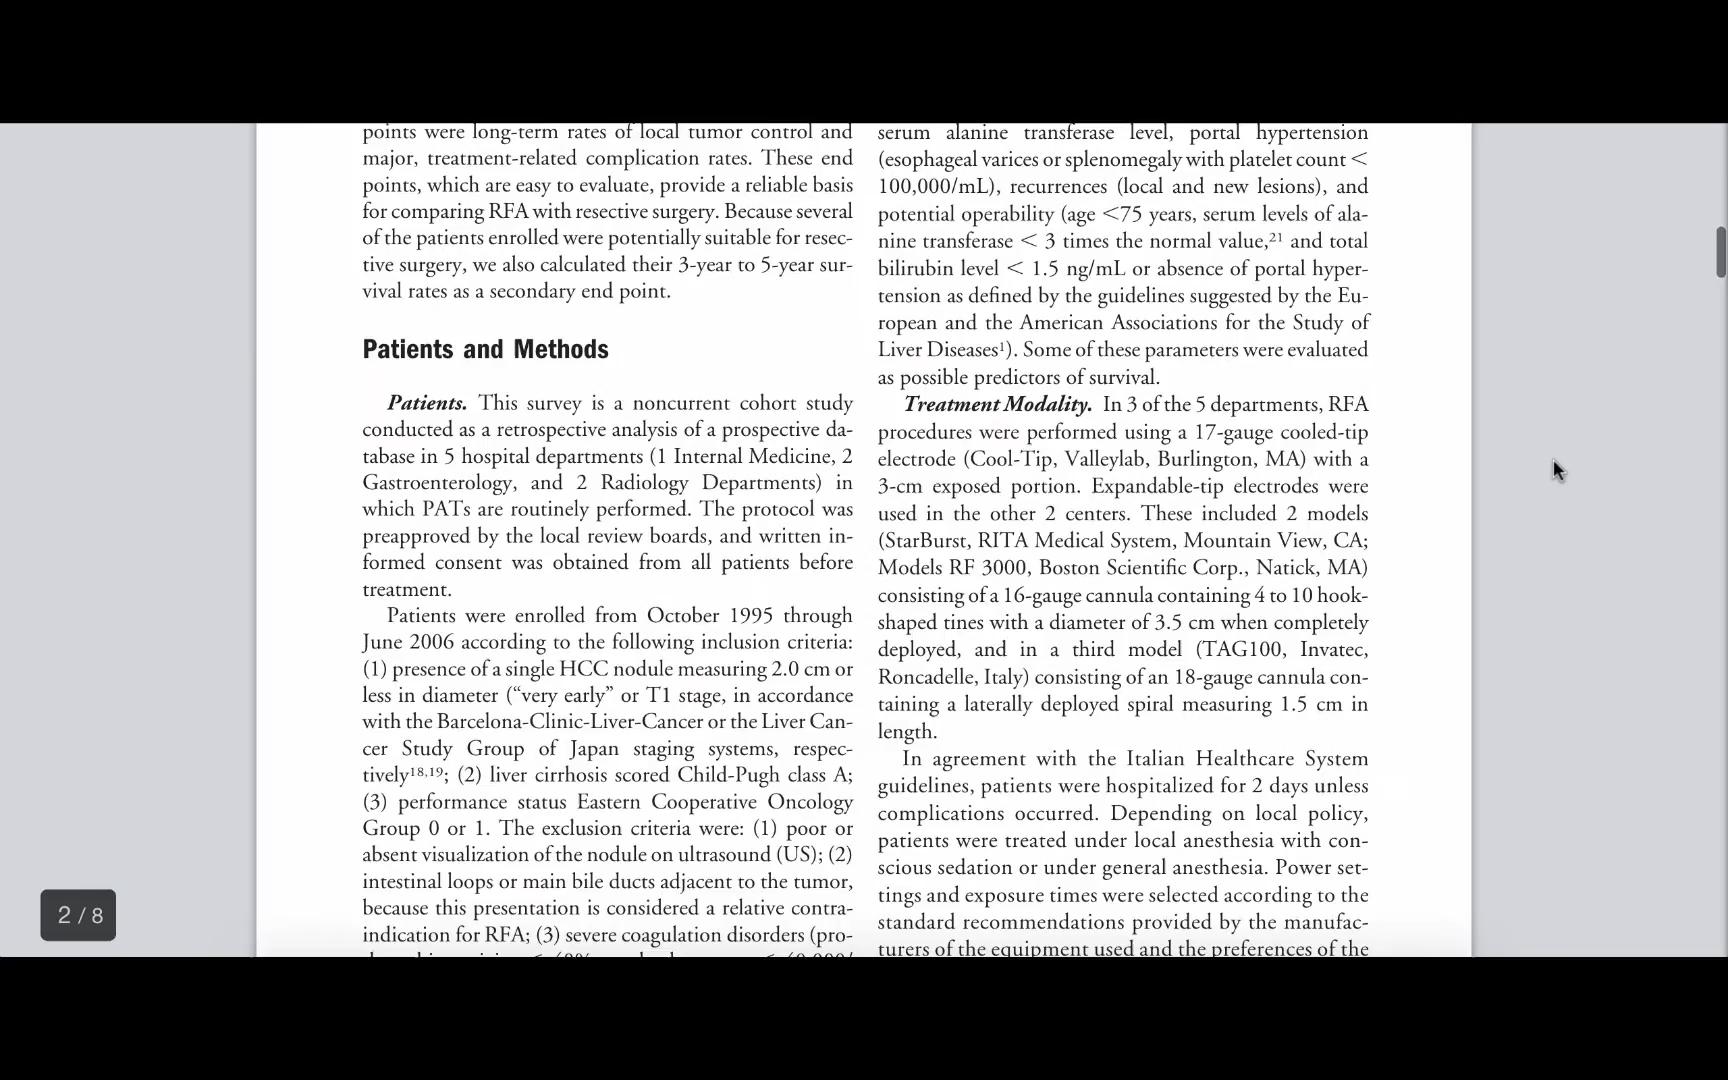 points were long-term rates of local tumor control and
major, treatment-related complication rates. These end
points, which are easy to evaluate, provide a reliable basis
for comparing RFA with resective surgery. Because several
of the patients enrolled were potentially suitable for resec-
tive surgery, we also calculated their 3-year to 5-year sur-
vival rates as a secondary end point.
Patients and Methods
Patients. This survey is a noncurrent cohort study
conducted as a retrospective analysis of a prospective da-
tabase in 5 hospital departments (1 Internal Medicine, 2
Gastroenterology, and 2 Radiology Departments) in
which PATs are routinely performed. The protocol was
preapproved by the local review boards, and written in-
formed consent was obtained from all patients before
treatment.
Patients were enrolled from October 1995 through
June 2006 according to the following inclusion criteria:
(1) presence of a single HCC nodule measuring 2.0 cm or
less in diameter (“very early” or T1 stage, in accordance
with the Barcelona-Clinic-Liver-Cancer or the Liver Can-
cer Study Group of Japan staging systems, respec-
tively18,19; (2) liver cirrhosis scored Child-Pugh class A;
(3) performance status Eastern Cooperative Oncology
Group 0 or 1. The exclusion criteria were: (1) poor or
absent visualization of the nodule on ultrasound (US); (2)
intestinal loops or main bile ducts adjacent to the tumor,
because this presentation is considered a relative contra-
indication for RFA; (3) severe coagulation disorders (pro-
serum alanine transferase level, portal hypertension
(esophageal varices or splenomegaly with platelet count <
100,000/mL), recurrences (local and new lesions), and
potential operability (age <75 years, serum levels of ala-
nine transferase < 3 times the normal value,21 and total
bilirubin level < 1.5 ng/mL or absence of portal hyper-
tension as defined by the guidelines suggested by the Eu-
ropean and the American Associations for the Study of
Liver Diseases1). Some of these parameters were evaluated
as possible predictors of survival.
Treatment Modality. In 3 of the 5 departments, RFA
procedures were performed using a 17-gauge cooled-tip
electrode (Cool-Tip, Valleylab, Burlington, MA) with a
3-cm exposed portion. Expandable-tip electrodes were
used in the other 2 centers. These included 2 models
(StarBurst, RITA Medical System, Mountain View, CA;
Models RF 3000, Boston Scientific Corp., Natick, MA)
consisting of a 16-gauge cannula containing 4 to 10 hook-
shaped tines with a diameter of 3.5 cm when completely
deployed, and in a third model (TAG100, Invatec,
Roncadelle, Italy) consisting of an 18-gauge cannula con-
taining a laterally deployed spiral measuring 1.5 cm in
length.
In agreement with the Italian Healthcare System
guidelines, patients were hospitalized for 2 days unless
complications occurred. Depending on local policy,
patients were treated under local anesthesia with con-
scious sedation or under general anesthesia. Power set-
tings and exposure times were selected according to the
standard recommendations provided by the manufac-
turers of the equipment used and the preferences of the
2 / 8